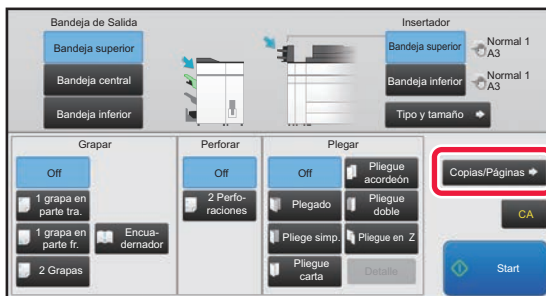 Bandeja de Salida
Insertador
Bandeja superior
Bandeja central
Bandeja inferior
Bandeja superior
Normal 1
A3
Bandeja inferior
Normal 1
A3
Tipo y tamaño
Grapar
Off
1 grapa en
parte tra.
1 grapa en
parte fr.
Encua-
dernador
2 Grapas
Perforar
Off
2 Perfo-
raciones
Plegar
Off
Pliegue
acordeón
Plegado
Pliegue
doble
Pliege simp.
Pliegue en Z
Pliegue
carta
Detalle
Copias/Páginas
CA
Start